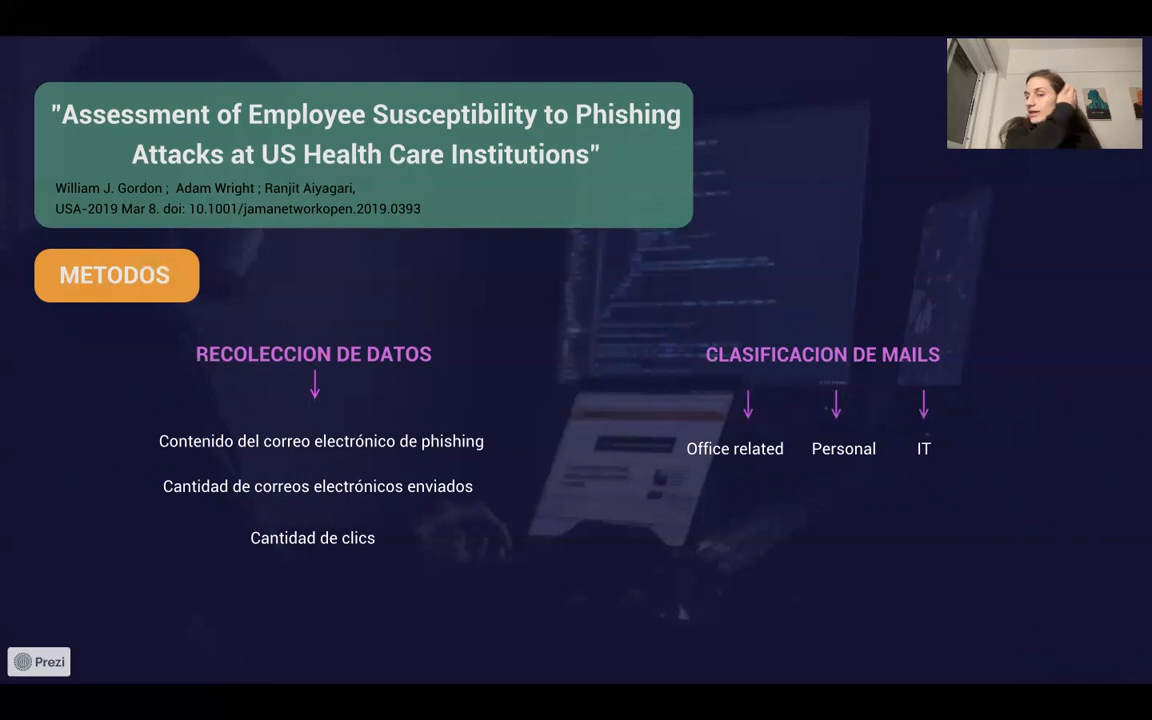 "Assessment of Employee Susceptibility to Phishing
Attacks at US Health Care Institutions"
William J. Gordon ; Adam Wright ; Ranjit Aiyagari,
USA-2019 Mar 8. doi: 10.1001/jamanetworkopen.2019.0393
METODOS
RECOLECCION DE DATOS
Contenido del correo electrónico de phishing
Cantidad de correos electrónicos enviados
Cantidad de clics
CLASIFICACION DE MAILS
Office related Personal IT
Prezi